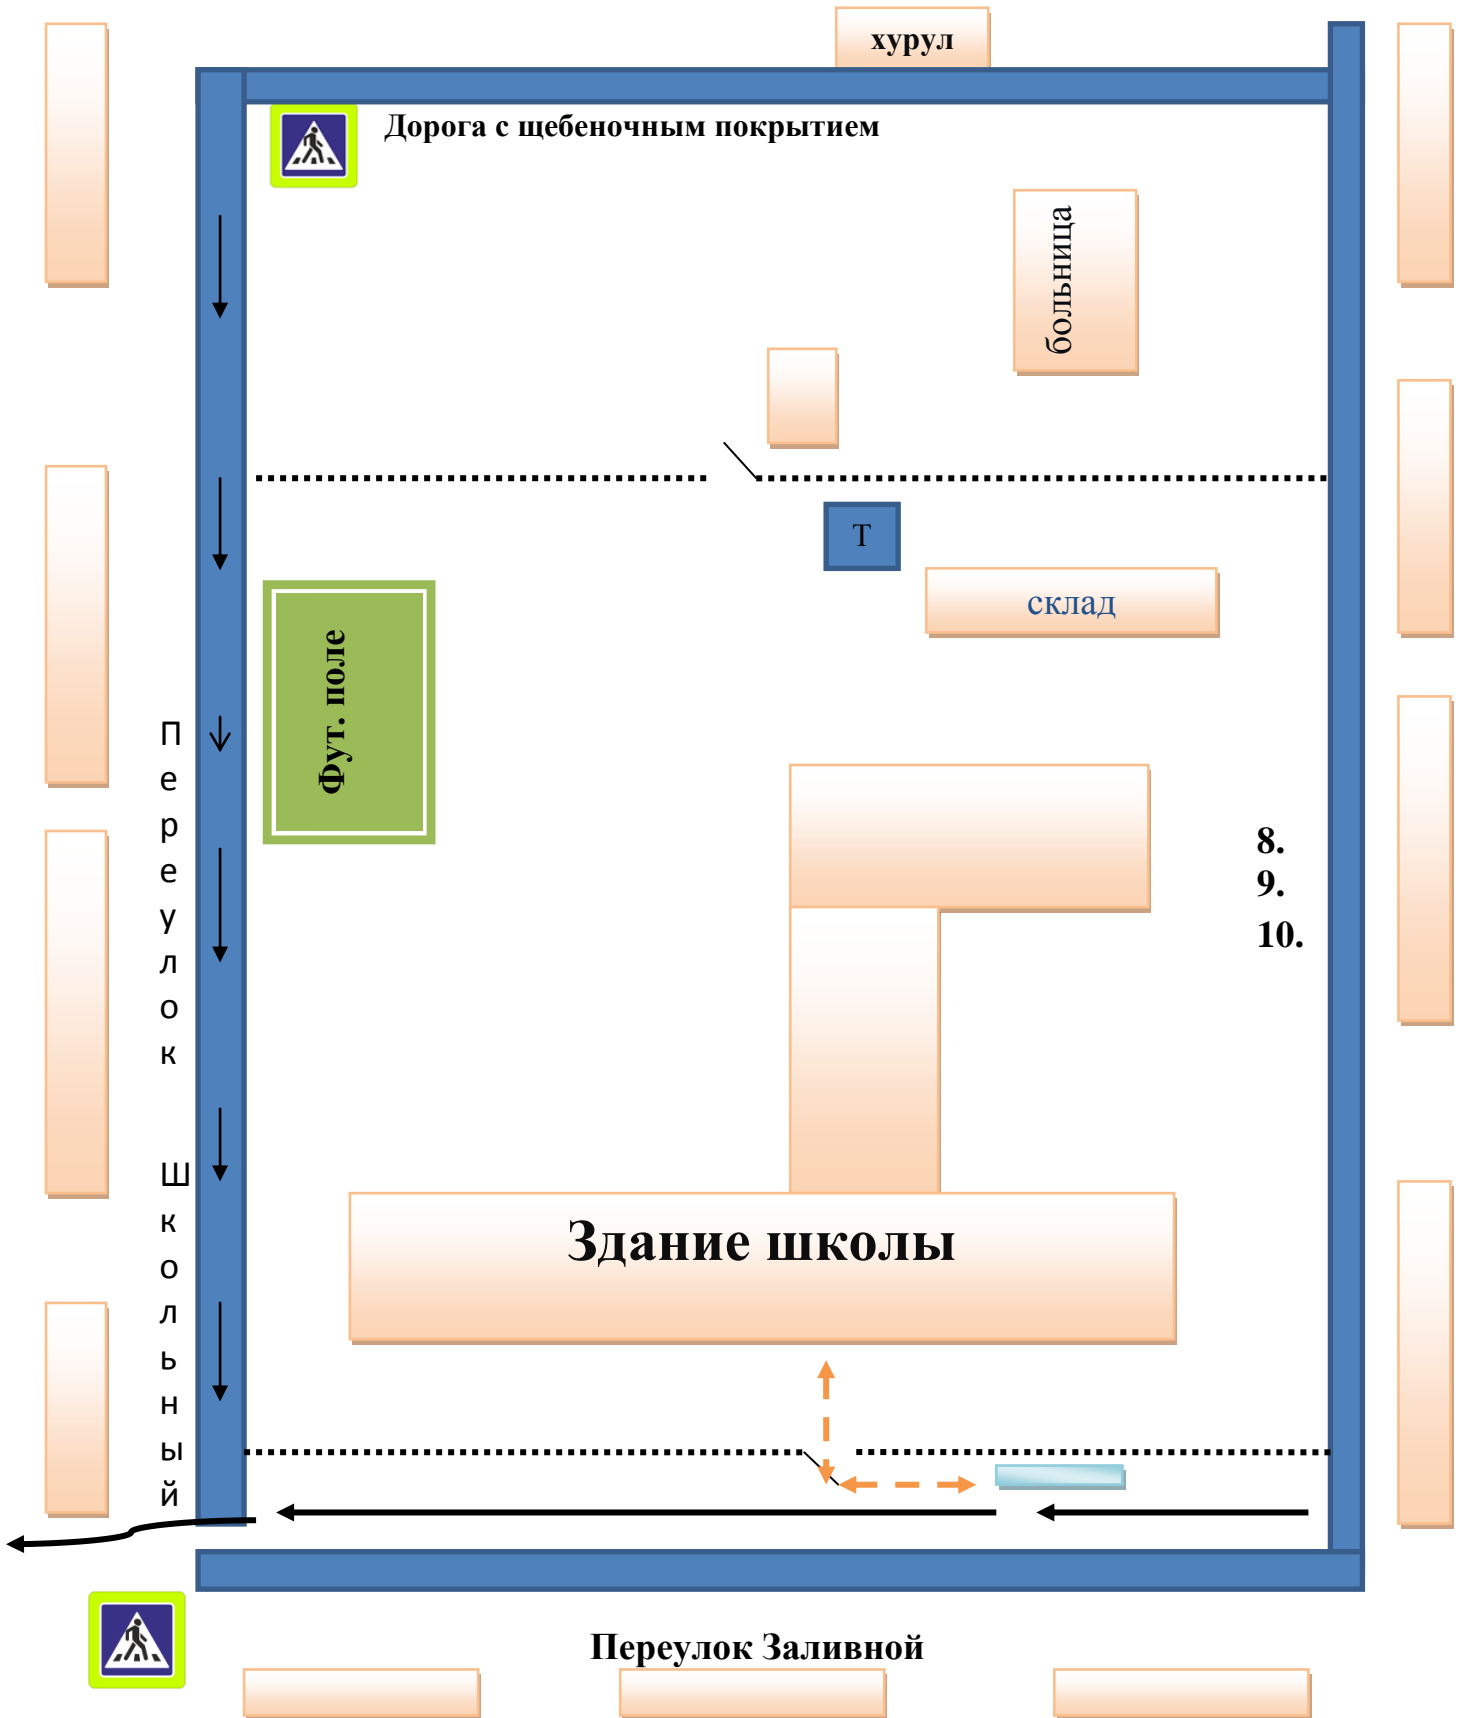 хурул
Дорога с щебеночным покрытием
больница
Т
склад
Фут. поле
Переулок Школьный
8.
9.
10.
Здание школы
Переулок Заливной